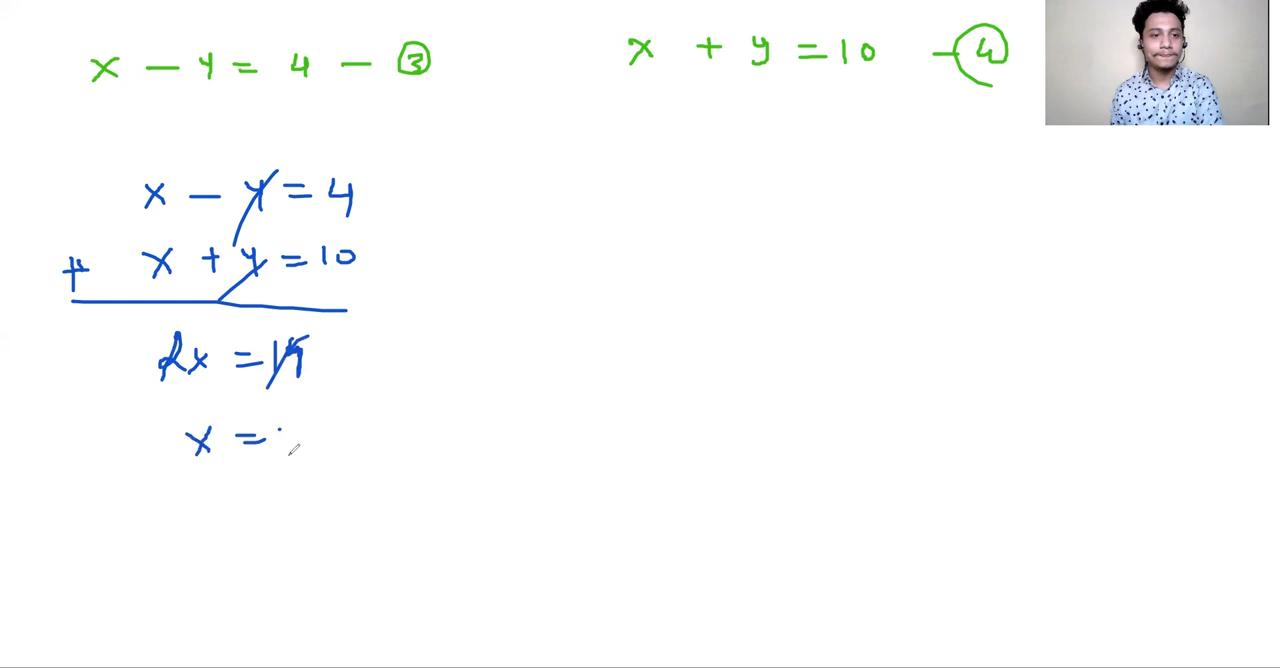 x - y = 4 - ③
x + y = 10 - ④
x - y = 4
+ x + y = 10
2x = 14
x =